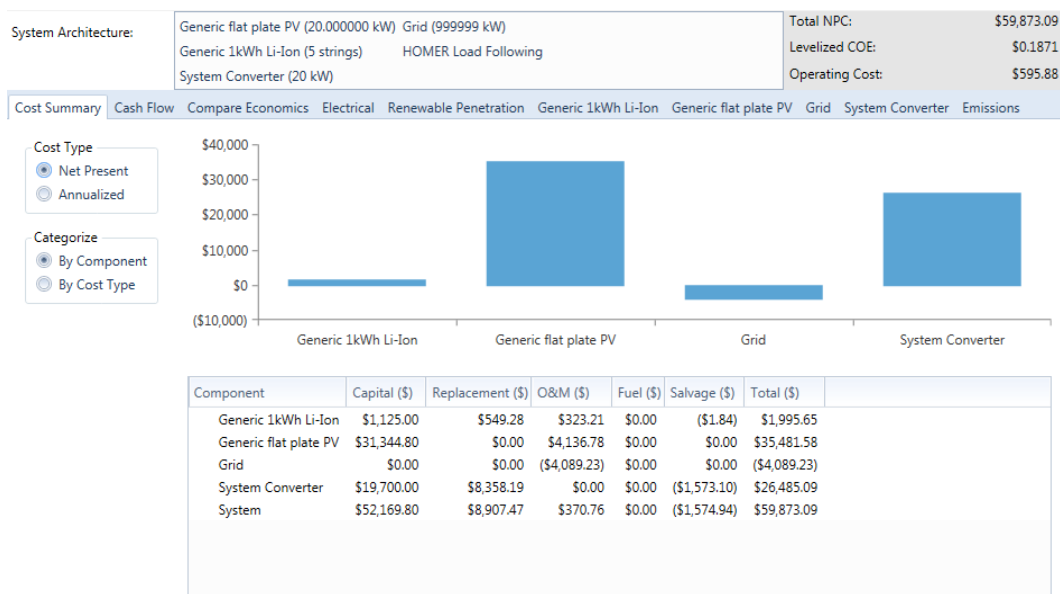 System Architecture:
Generic flat plate PV (20.000000 kW) Grid (999999 kW)
Generic 1kWh Li-Ion (5 strings) HOMER Load Following
System Converter (20 kW)
Total NPC: $59,873.09
Levelized COE: $0.1871
Operating Cost: $595.88
Cost Summary Cash Flow Compare Economics Electrical Renewable Penetration Generic 1kWh Li-Ion Generic flat plate PV Grid System Converter Emissions
Cost Type
Net Present
Annualized
Categorize
By Component
By Cost Type
$40,000
$30,000
$20,000
$10,000
$0
($10,000)
Generic 1kWh Li-Ion Generic flat plate PV Grid System Converter
Component Capital ($) Replacement ($) O&M ($) Fuel ($) Salvage ($) Total ($)
Generic 1kWh Li-Ion $1,125.00 $549.28 $323.21 $0.00 ($1.84) $1,995.65
Generic flat plate PV $31,344.80 $0.00 $4,136.78 $0.00 $0.00 $35,481.58
Grid $0.00 $0.00 ($4,089.23) $0.00 $0.00 ($4,089.23)
System Converter $19,700.00 $8,358.19 $0.00 $0.00 ($1,573.10) $26,485.09
System $52,169.80 $8,907.47 $370.76 $0.00 ($1,574.94) $59,873.09